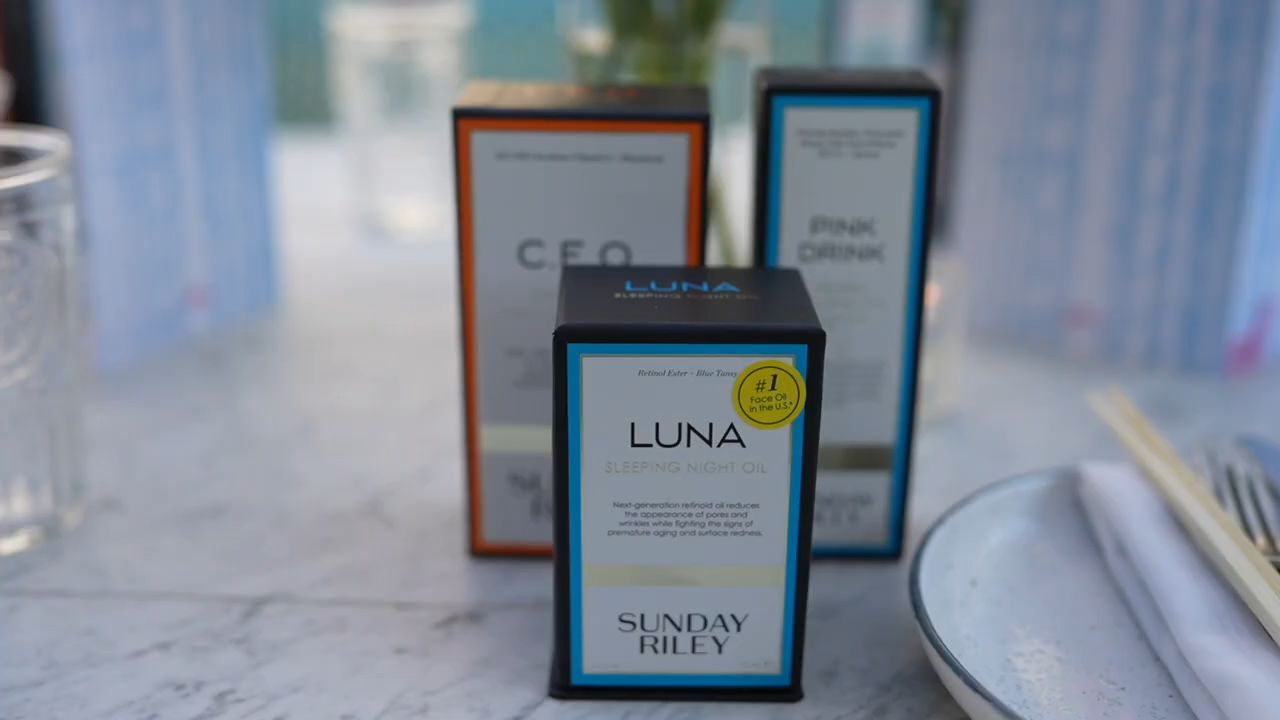 C.E.O.
PINK
DRINK
LUNA
SLEEPING NIGHT OIL
Retinol Ester + Blue Tansy
#1
Face Oil
in the U.S.*
LUNA
SLEEPING NIGHT OIL
Next-generation retinoid oil reduces
the appearance of pores and
wrinkles while fighting the signs of
premature aging and surface redness.
SUNDAY
RILEY